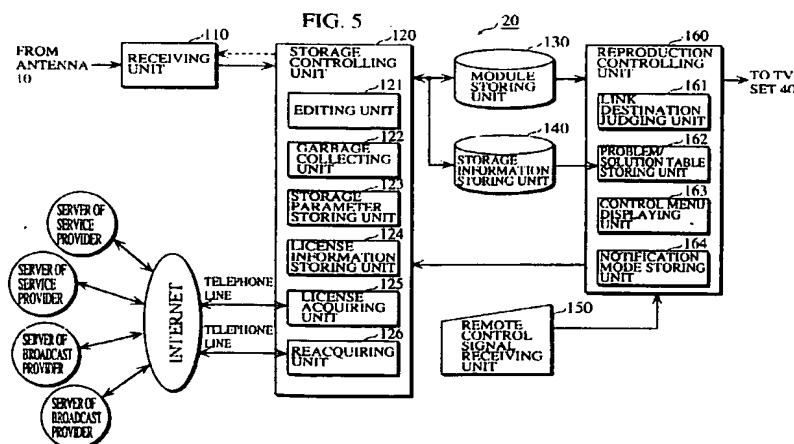 FIG. 5
20
110
FROM
ANTENNA
10
RECEIVING
UNIT
120
STORAGE
CONTROLLING
UNIT
121
EDITING UNIT
122
GARBAGE
COLLECTING
UNIT
123
STORAGE
PARAMETER
STORING UNIT
124
LICENSE
INFORMATION
STORING UNIT
125
LICENSE
ACQUIRING
UNIT
126
REACQUIRING
UNIT
130
MODULE
STORING
UNIT
140
STORAGE
INFORMATION
STORING UNIT
160
REPRODUCTION
CONTROLLING
UNIT
161
LINK
DESTINATION
JUDGING UNIT
162
PROBLEM/
SOLUTION TABLE
STORING UNIT
163
CONTROL MENU
DISPLAYING
UNIT
164
NOTIFICATION
MODE STORING
UNIT
TO TV
SET 40
150
REMOTE
CONTROL
SIGNAL
RECEIVING
UNIT
SERVER OF
SERVICE
PROVIDER
SERVER OF
SERVICE
PROVIDER
SERVER OF
BROADCAST
PROVIDER
SERVER OF
BROADCAST
PROVIDER
INTERNET
TELEPHONE
LINE
TELEPHONE
LINE